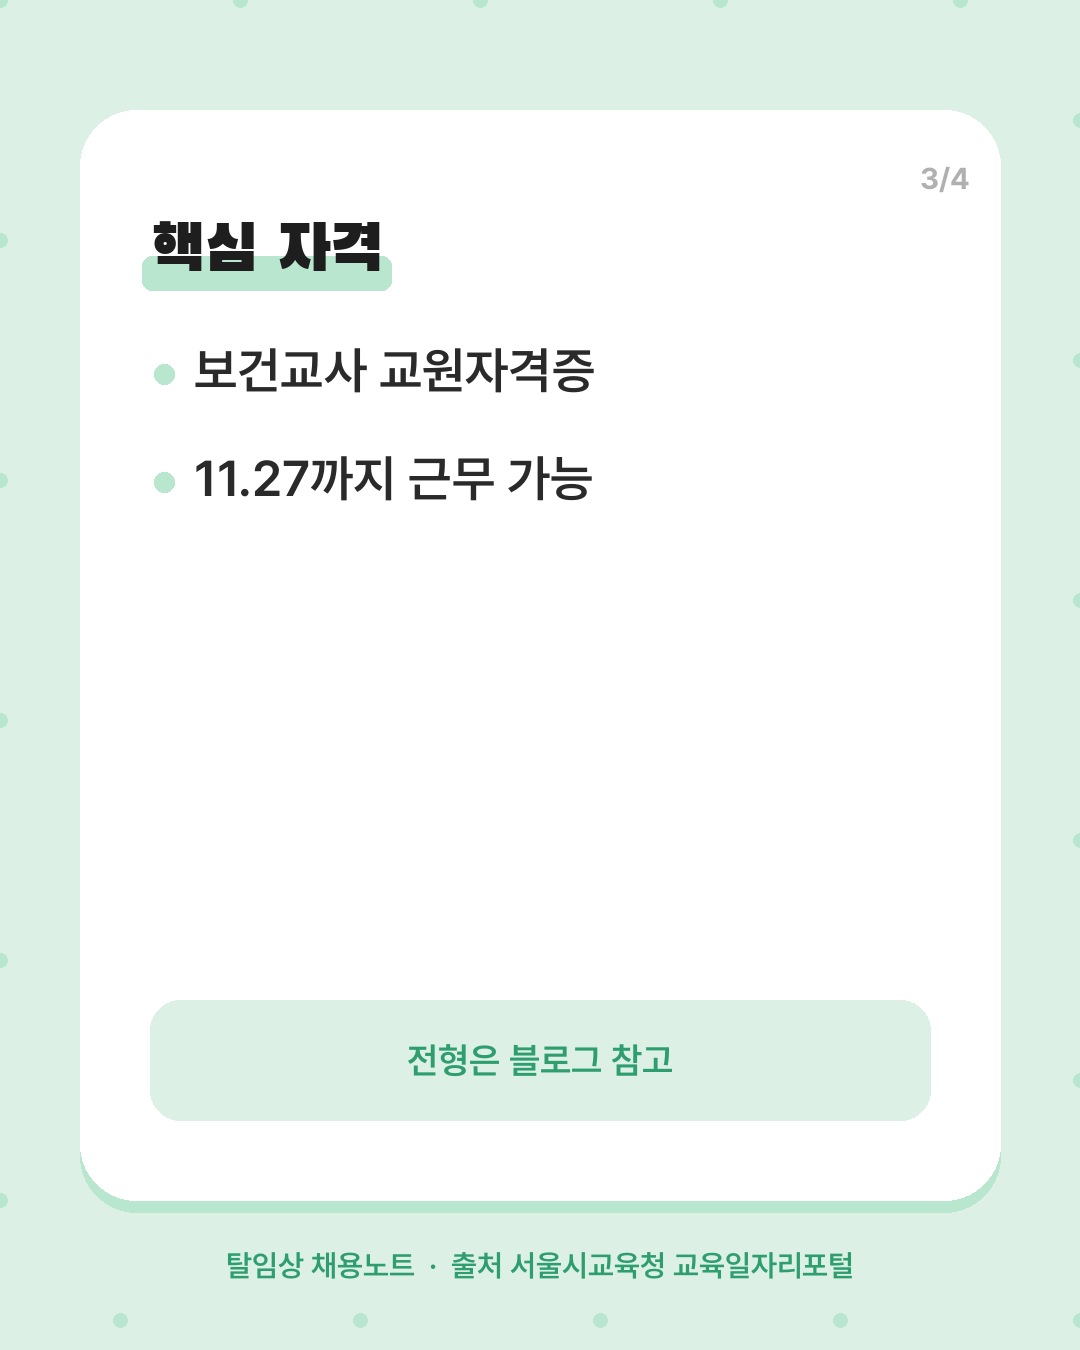 3/4
핵심 자격
보건교사 교원자격증
11.27까지 근무 가능
전형은 블로그 참고
탈임상 채용노트 · 출처 서울시교육청 교육일자리포털